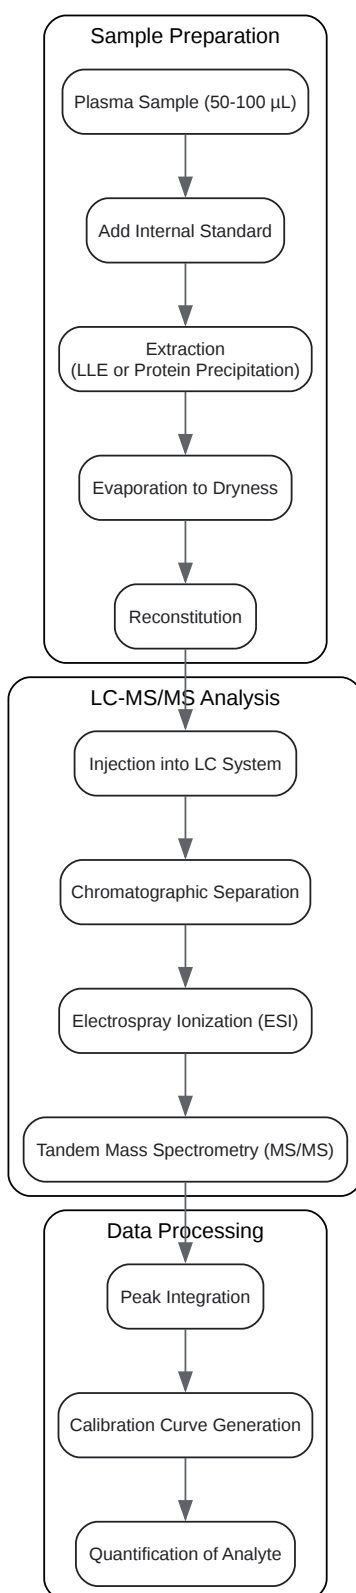 Sample Preparation
Plasma Sample (50-100 µL)
Add Internal Standard
Extraction
(LLE or Protein Precipitation)
Evaporation to Dryness
Reconstitution
LC-MS/MS Analysis
Injection into LC System
Chromatographic Separation
Electrospray Ionization (ESI)
Tandem Mass Spectrometry (MS/MS)
Data Processing
Peak Integration
Calibration Curve Generation
Quantification of Analyte